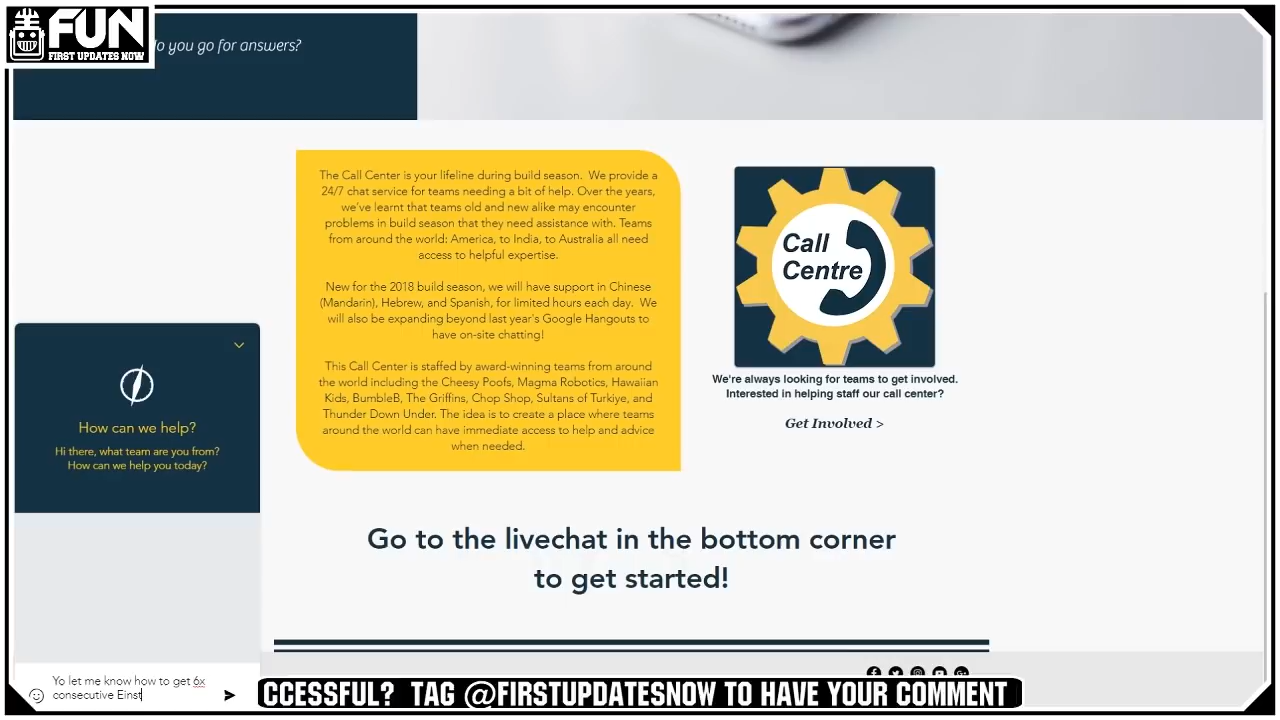 FUN
FIRST UPDATES NOW
do you go for answers?
The Call Center is your lifeline during build season. We provide a
24/7 chat service for teams needing a bit of help. Over the years,
we've learnt that teams old and new alike may encounter
problems in build season that they need assistance with. Teams
from around the world: America, to India, to Australia all need
access to helpful expertise.
New for the 2018 build season, we will have support in Chinese
(Mandarin), Hebrew, and Spanish, for limited hours each day. We
will also be expanding beyond last year's Google Hangouts to
have on-site chatting!
This Call Center is staffed by award-winning teams from around
the world including the Cheesy Poofs, Magma Robotics, Hawaiian
Kids, BumbleB, The Griffins, Chop Shop, Sultans of Turkiye, and
Thunder Down Under. The idea is to create a place where teams
around the world can have immediate access to help and advice
when needed.
Call
Centre
We're always looking for teams to get involved.
Interested in helping staff our call center?
Get Involved >
How can we help?
Hi there, what team are you from?
How can we help you today?
Go to the livechat in the bottom corner
to get started!
Yo let me know how to get 6x
consecutive Einst
CCESSFUL? TAG @FIRSTUPDATESNOW TO HAVE YOUR COMMENT